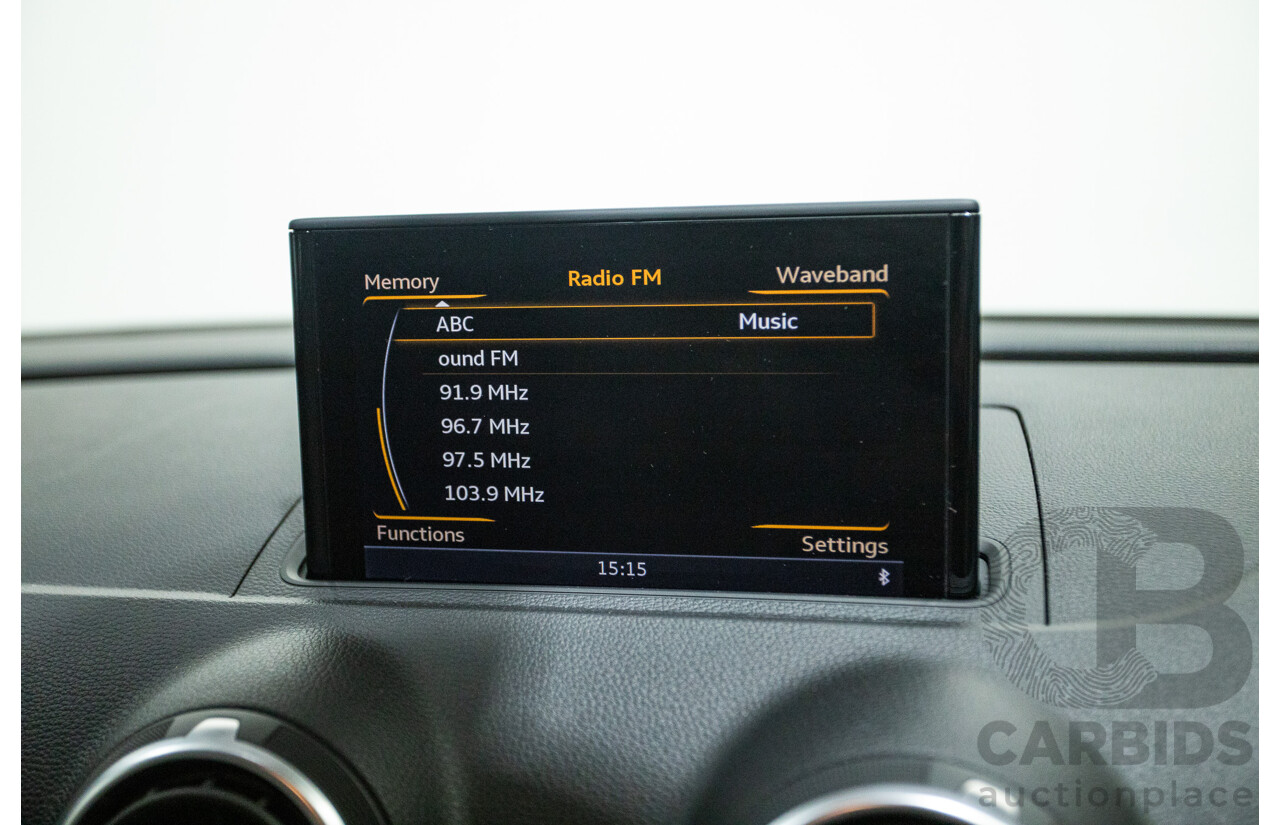 Memory Radio FM Waveband
ABC Music
ound FM
91.9 MHz
96.7 MHz
97.5 MHz
103.9 MHz
Functions Settings
15:15
CB
CARBIDS
auctionplace